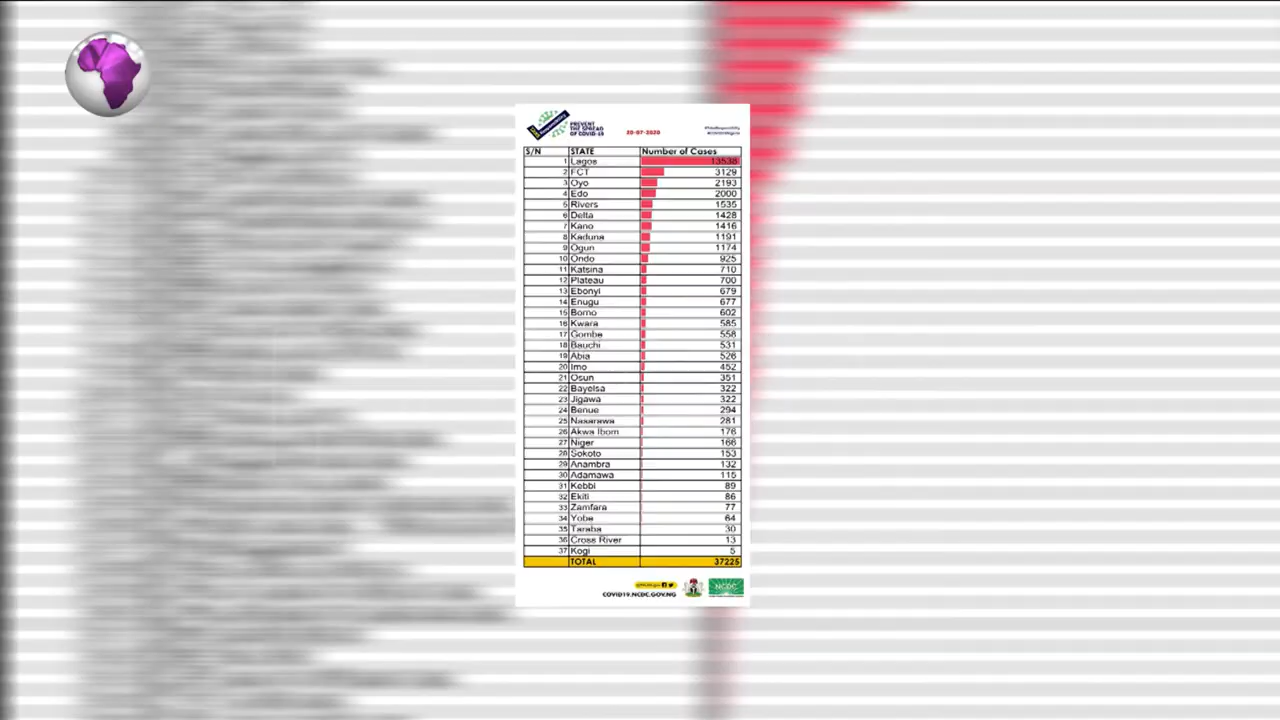 PREVENT
THE SPREAD
OF COVID-19
20-07-2020
S/N STATE Number of Cases
1 Lagos 13538
2 FCT 3129
3 Oyo 2193
4 Edo 2000
5 Rivers 1535
6 Delta 1428
7 Kano 1416
8 Kaduna 1191
9 Ogun 1174
10 Ondo 925
11 Katsina 710
12 Plateau 700
13 Ebonyi 679
14 Enugu 677
15 Borno 602
16 Kwara 585
17 Gombe 558
18 Bauchi 531
19 Abia 526
20 Imo 452
21 Osun 351
22 Bayelsa 322
23 Jigawa 322
24 Benue 294
25 Nasarawa 281
26 Akwa Ibom 176
27 Niger 166
28 Sokoto 153
29 Anambra 132
30 Adamawa 115
31 Kebbi 89
32 Ekiti 86
33 Zamfara 77
34 Yobe 64
35 Taraba 30
36 Cross River 13
37 Kogi 5
TOTAL 37225
NCDC
COVID19.NCDC.GOV.NG